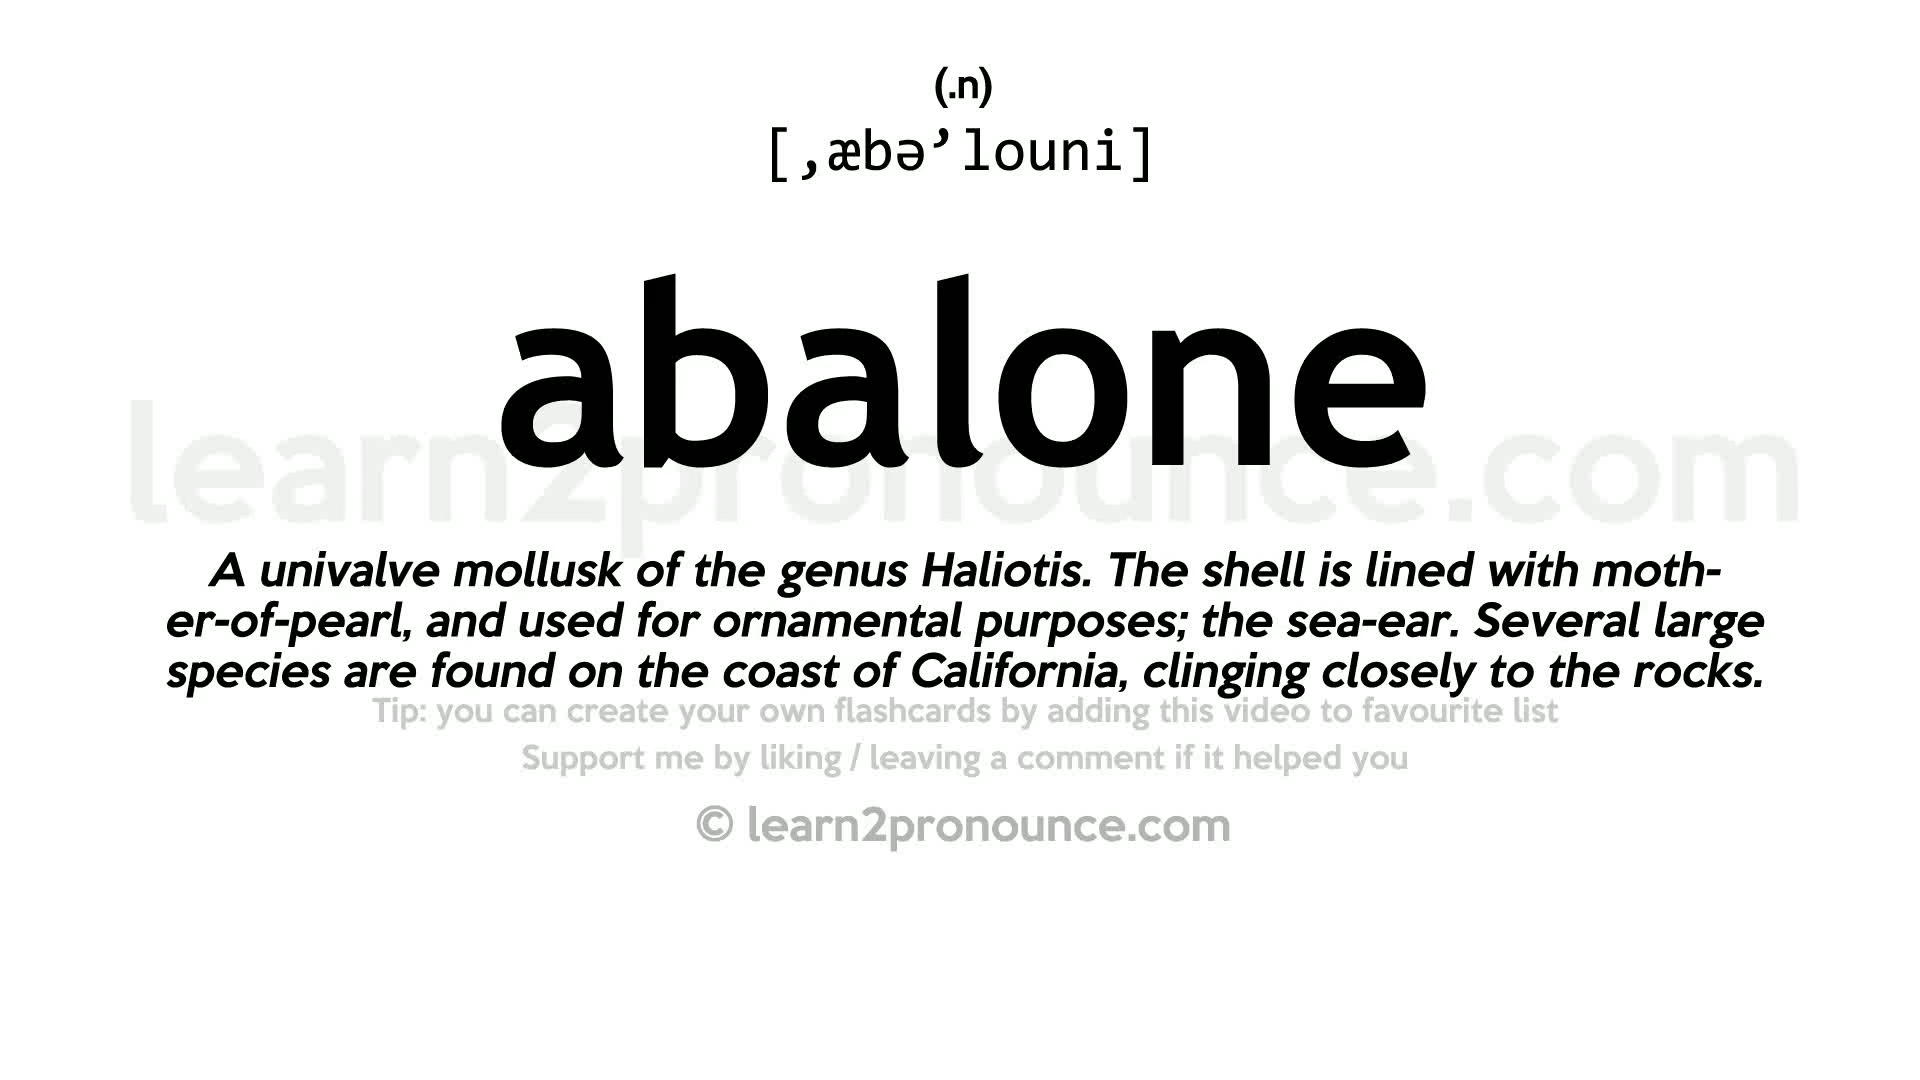 (.n)
[,æbə’louni]
abalone
learn2pronounce.com
A univalve mollusk of the genus Haliotis. The shell is lined with moth-
er-of-pearl, and used for ornamental purposes; the sea-ear. Several large
species are found on the coast of California, clinging closely to the rocks.
Tip: you can create your own flashcards by adding this video to favourite list
Support me by liking / leaving a comment if it helped you
© learn2pronounce.com